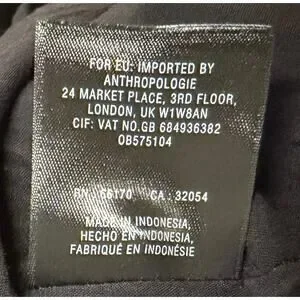 FOR EU: IMPORTED BY
ANTHROPOLOGIE
24 MARKET PLACE, 3RD FLOOR,
LONDON, UK W1W8AN
CIF: VAT NO.GB 684936382
OB575104
RN: 66170 CA: 32054
MADE IN INDONESIA,
HECHO EN INDONESIA,
FABRIQUÉ EN INDONÉSIE